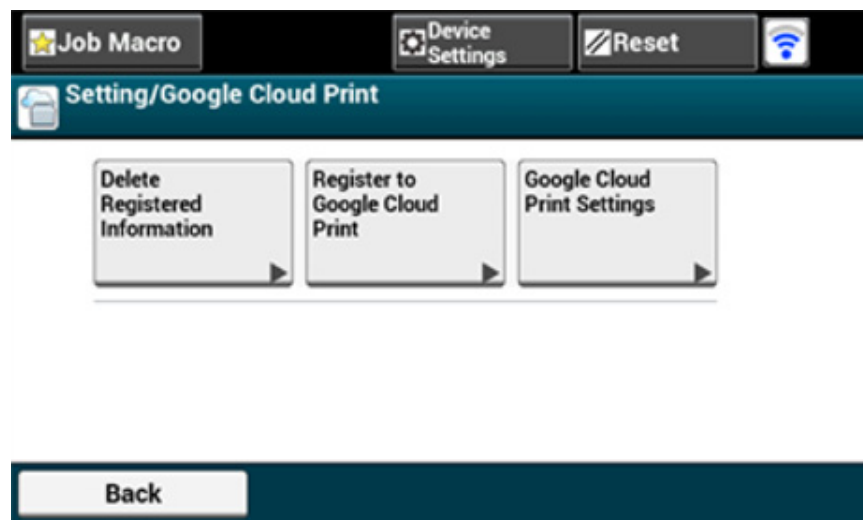 Job Macro
Device
Settings
Reset
Setting/Google Cloud Print
Delete
Registered
Information
Register to
Google Cloud
Print
Google Cloud
Print Settings
Back